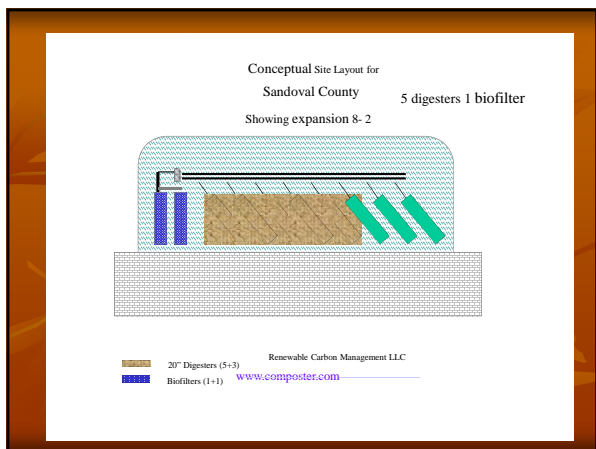 Conceptual Site Layout for
Sandoval County
5 digesters 1 biofilter
Showing expansion 8- 2
Renewable Carbon Management LLC
20" Digesters (5+3)
www.composter.com
Biofilters (1+1)